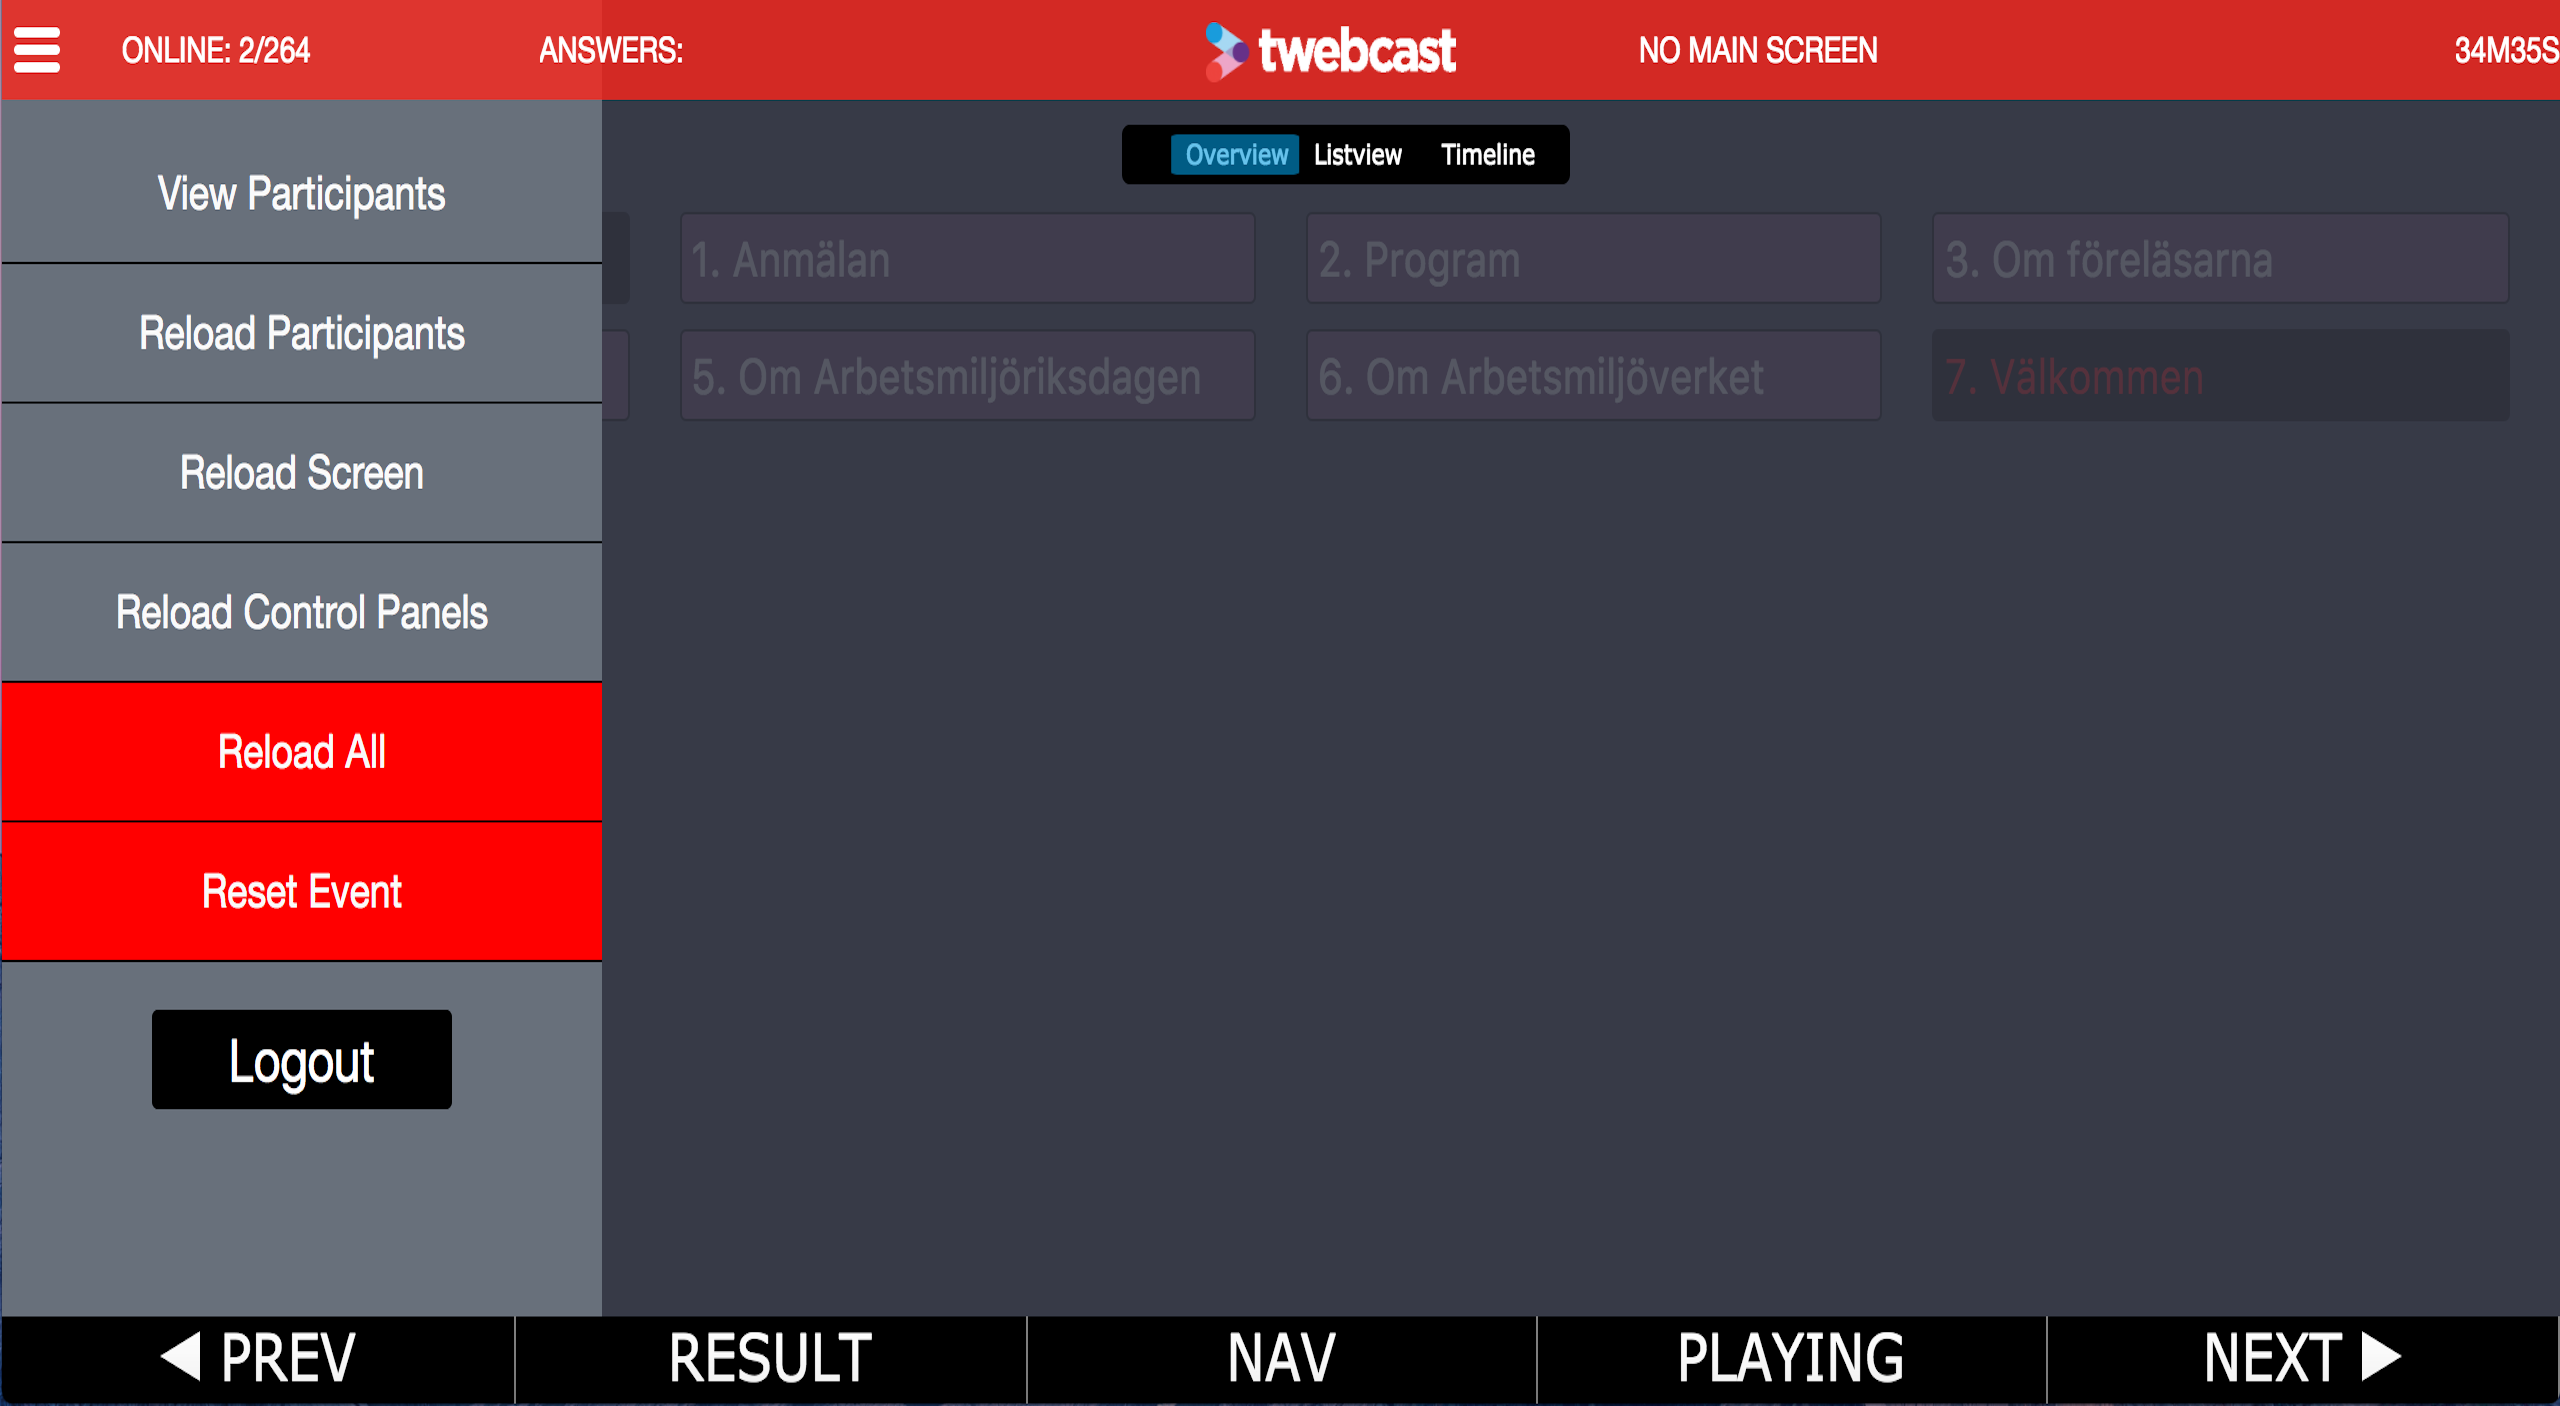 ONLINE: 2/264
ANSWERS:
twebcast
NO MAIN SCREEN
34M35S
Overview
Listview
Timeline
View Participants
Reload Participants
Reload Screen
Reload Control Panels
Reload All
Reset Event
Logout
1. Anmälan
2. Program
3. Om föreläsarna
5. Om Arbetsmiljöriksdagen
6. Om Arbetsmiljöverket
7. Välkommen
PREV
RESULT
NAV
PLAYING
NEXT